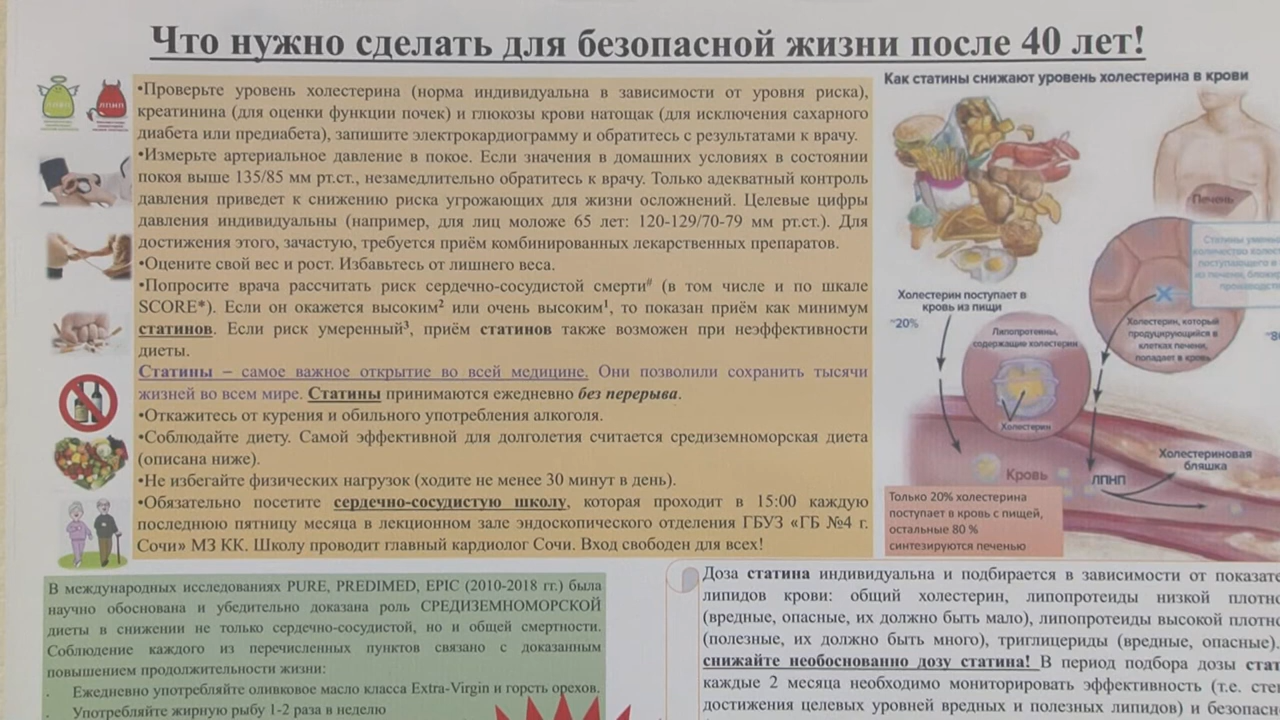 Что нужно сделать для безопасной жизни после 40 лет!
ЛПВП
ЛПНП
•Проверьте уровень холестерина (норма индивидуальна в зависимости от уровня риска),
креатинина (для оценки функции почек) и глюкозы крови натощак (для исключения сахарного
диабета или предиабета), запишите электрокардиограмму и обратитесь с результатами к врачу.
•Измерьте артериальное давление в покое. Если значения в домашних условиях в состоянии
покоя выше 135/85 мм рт.ст., незамедлительно обратитесь к врачу. Только адекватный контроль
давления приведет к снижению риска угрожающих для жизни осложнений. Целевые цифры
давления индивидуальны (например, для лиц моложе 65 лет: 120-129/70-79 мм рт.ст.). Для
достижения этого, зачастую, требуется приём комбинированных лекарственных препаратов.
•Оцените свой вес и рост. Избавьтесь от лишнего веса.
•Попросите врача рассчитать риск сердечно-сосудистой смерти# (в том числе и по шкале
SCORE*). Если он окажется высоким² или очень высоким¹, то показан приём как минимум
статинов. Если риск умеренный³, приём статинов также возможен при неэффективности
диеты.
Статины – самое важное открытие во всей медицине. Они позволили сохранить тысячи
жизней во всем мире. Статины принимаются ежедневно без перерыва.
•Откажитесь от курения и обильного употребления алкоголя.
•Соблюдайте диету. Самой эффективной для долголетия считается средиземноморская диета
(описана ниже).
•Не избегайте физических нагрузок (ходите не менее 30 минут в день).
•Обязательно посетите сердечно-сосудистую школу, которая проходит в 15:00 каждую
последнюю пятницу месяца в лекционном зале эндоскопического отделения ГБУЗ «ГБ №4 г.
Сочи» МЗ КК. Школу проводит главный кардиолог Сочи. Вход свободен для всех!
Как статины снижают уровень холестерина в крови
Печень
Статины умень
количество холес
поступающего в
из печени, блокир
производств
Холестерин поступает в
кровь из пищи
~20%
Липопротеины,
содержащие холестерин
Холестерин
Холестерин, который
продуцирующийся в
клетках печени,
попадает в кровь
~8
Кровь
ЛПНП
Холестериновая
бляшка
Только 20% холестерина
поступает в кровь с пищей,
остальные 80 %
синтезируются печенью
В международных исследованиях PURE, PREDIMED, EPIC (2010-2018 гг.) была
научно обоснована и убедительно доказана роль СРЕДИЗЕМНОМОРСКОЙ
диеты в снижении не только сердечно-сосудистой, но и общей смертности.
Соблюдение каждого из перечисленных пунктов связано с доказанным
повышением продолжительности жизни:
. Ежедневно употребляйте оливковое масло класса Extra-Virgin и горсть орехов.
. Употребляйте жирную рыбу 1-2 раза в неделю
Доза статина индивидуальна и подбирается в зависимости от показате
липидов крови: общий холестерин, липопротеиды низкой плотно
(вредные, опасные, их должно быть мало), липопротеиды высокой плотно
(полезные, их должно быть много), триглицериды (вредные, опасные).
снижайте необоснованно дозу статина! В период подбора дозы стат
каждые 2 месяца необходимо мониторировать эффективность (т.е. сте
достижения целевых уровней вредных и полезных липидов) и безопасн